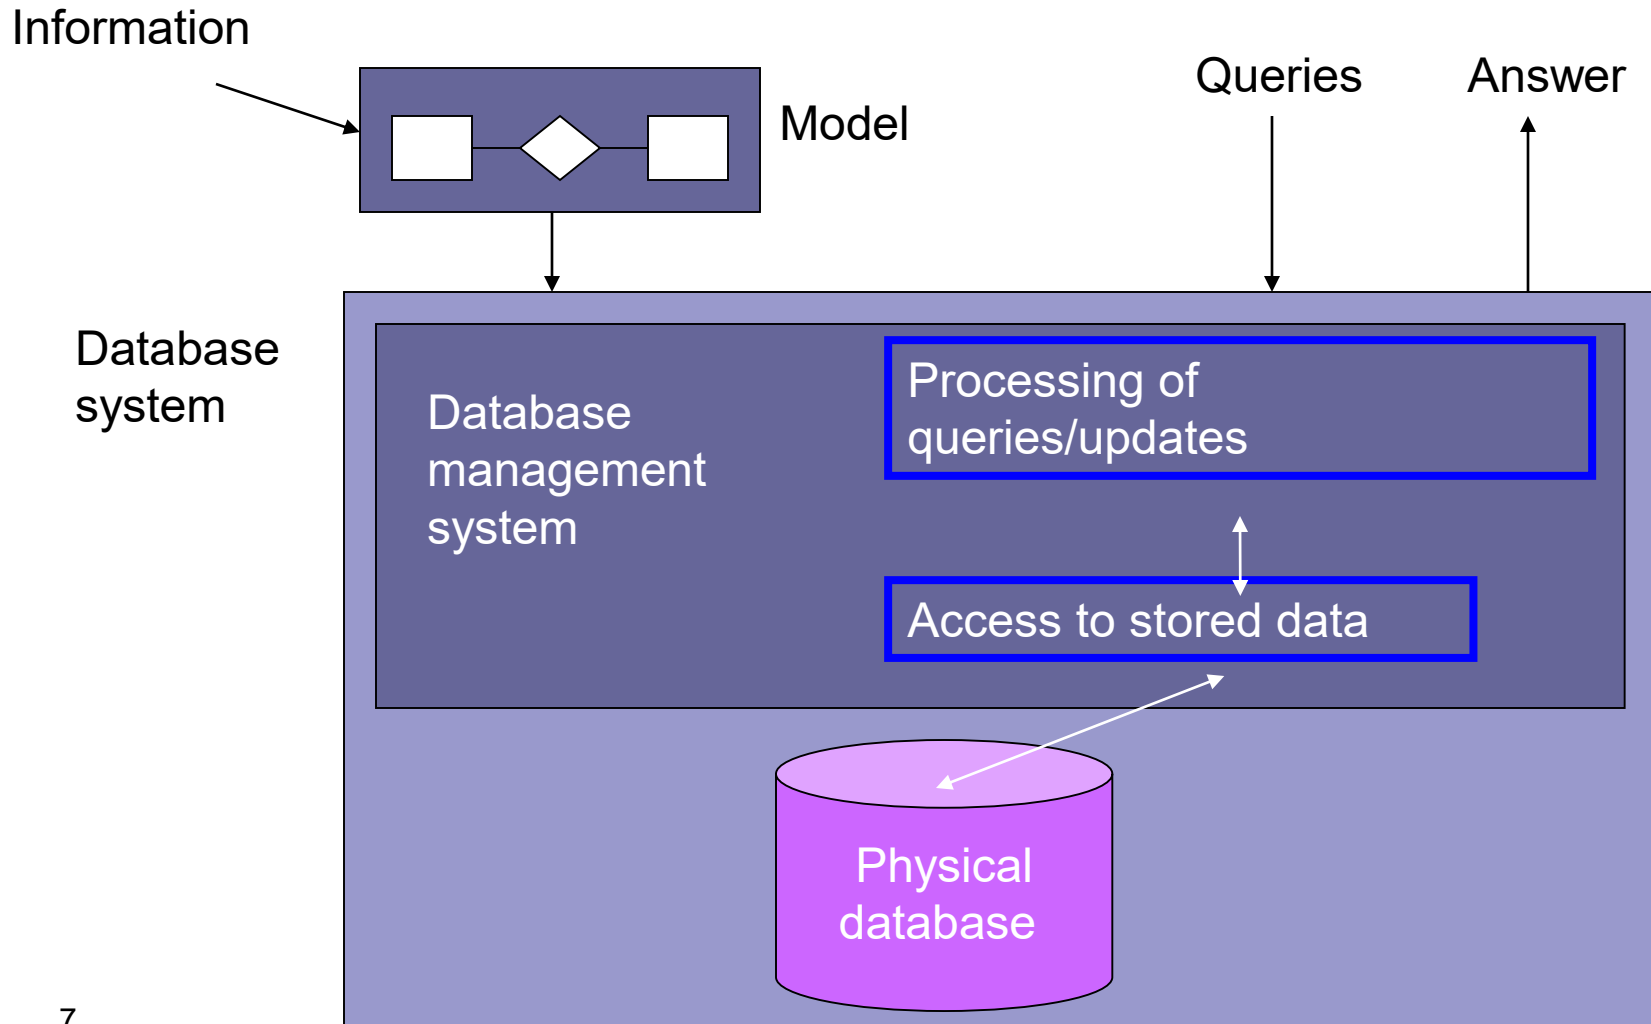 Information
Queries
Answer
Model
Database
system
Database
management
system
Processing of
queries/updates
Access to stored data
Physical
database
7